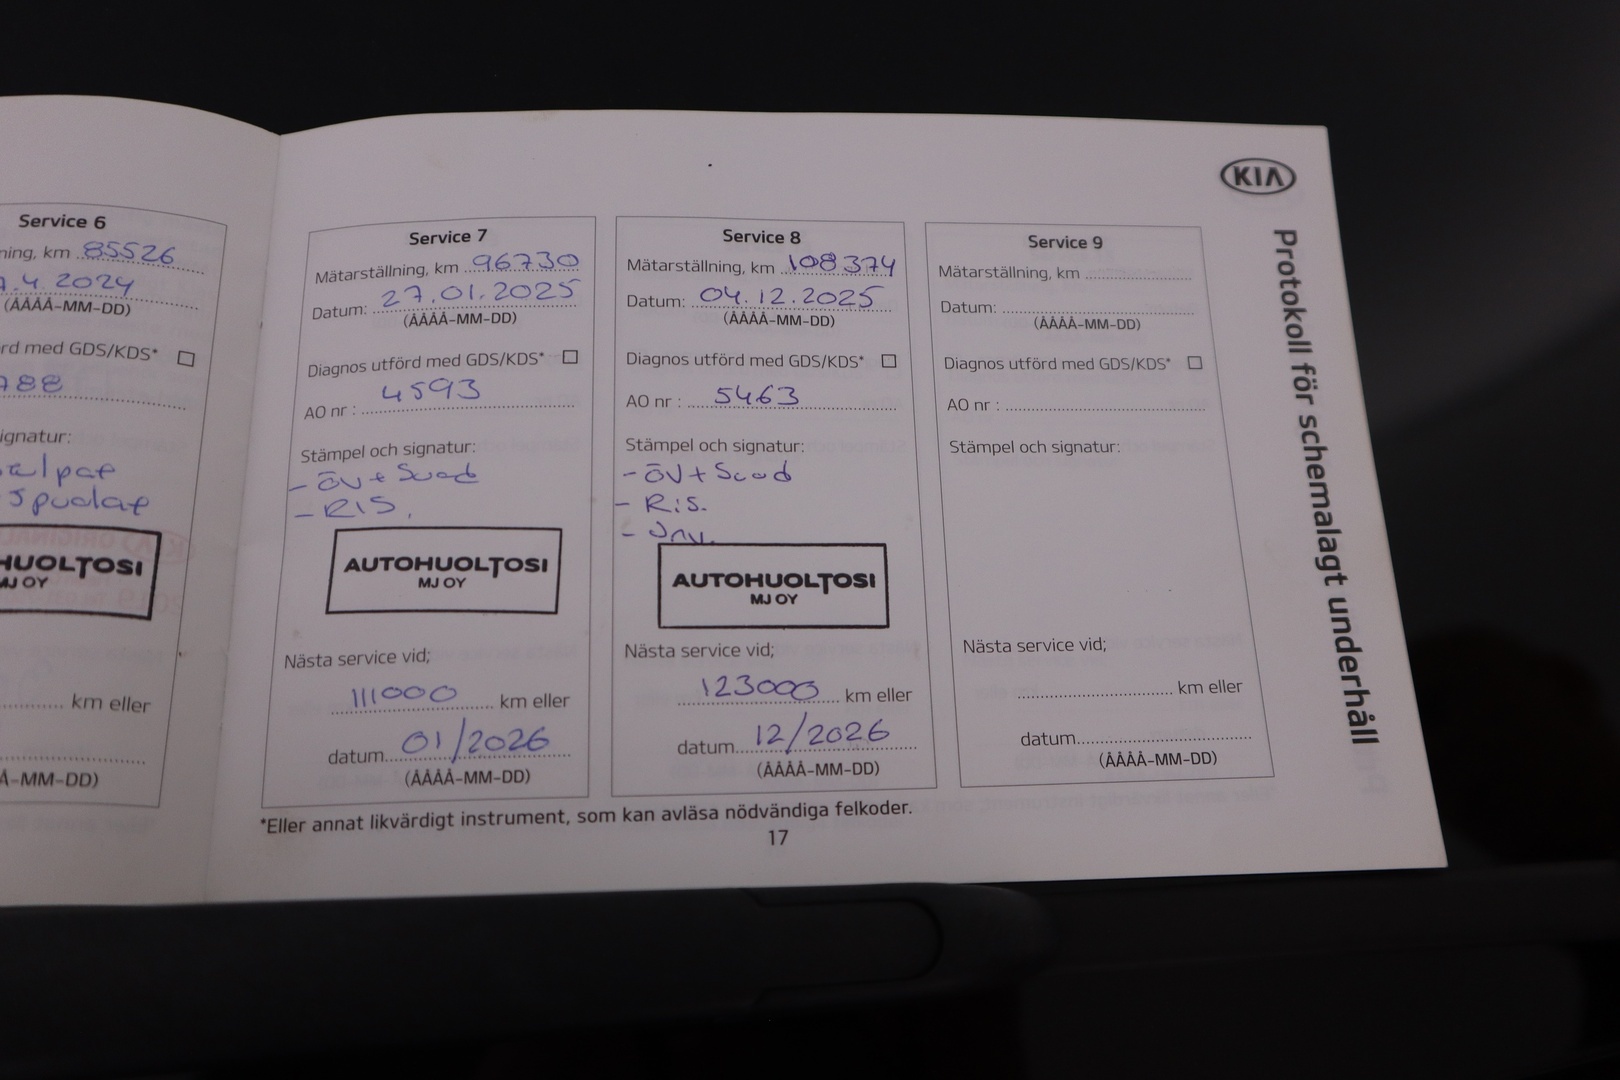 KIA
Protokoll för schemalagt underhåll
Service 6
ning, km 85526
.4.2024
(ÅÅÅÅ-MM-DD)
rd med GDS/KDS*
788
ignatur:
HUOLTOSI
MJ OY
km eller
Å-MM-DD)
Service 7
Mätarställning, km 96730
Datum: 27.01.2025
(ÅÅÅÅ-MM-DD)
Diagnos utförd med GDS/KDS*
AO nr : 4593
Stämpel och signatur:
- ÖV+Suod
- RIS.
AUTOHUOLTOSI
MJ OY
Nästa service vid;
111000 km eller
datum 01/2026
(ÅÅÅÅ-MM-DD)
Service 8
Mätarställning, km 108374
Datum: 04.12.2025
(ÅÅÅÅ-MM-DD)
Diagnos utförd med GDS/KDS*
AO nr : 5463
Stämpel och signatur:
- ÖV+Suod
- Ris.
AUTOHUOLTOSI
MJ OY
Nästa service vid;
123000 km eller
datum 12/2026
(ÅÅÅÅ-MM-DD)
Service 9
Mätarställning, km
Datum:
(ÅÅÅÅ-MM-DD)
Diagnos utförd med GDS/KDS*
AO nr :
Stämpel och signatur:
Nästa service vid;
km eller
datum
(ÅÅÅÅ-MM-DD)
*Eller annat likvärdigt instrument, som kan avläsa nödvändiga felkoder.
17